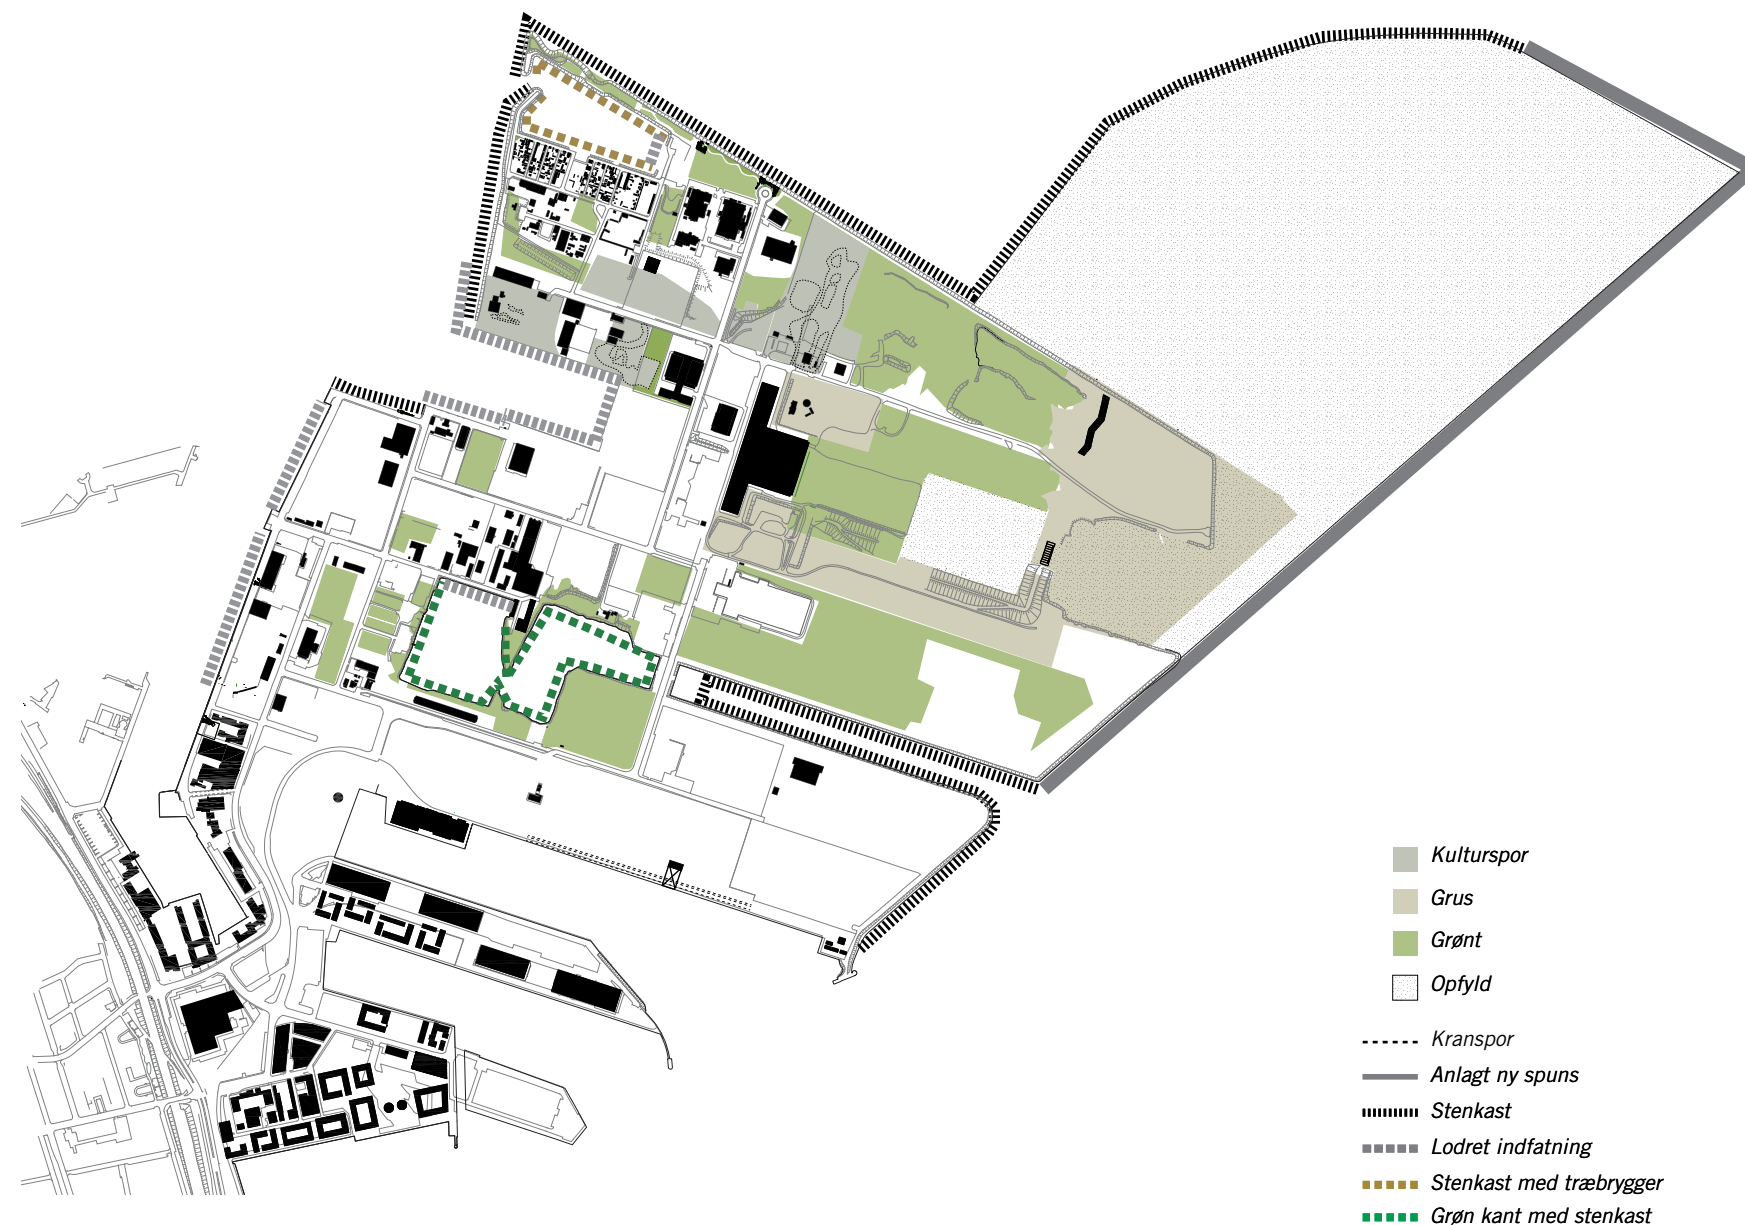 Kulturspor
Grus
Grønt
Opfyld
Kranspor
Anlagt ny spuns
Stenkast
Lodret indfatning
Stenkast med træbrygger
Grøn kant med stenkast